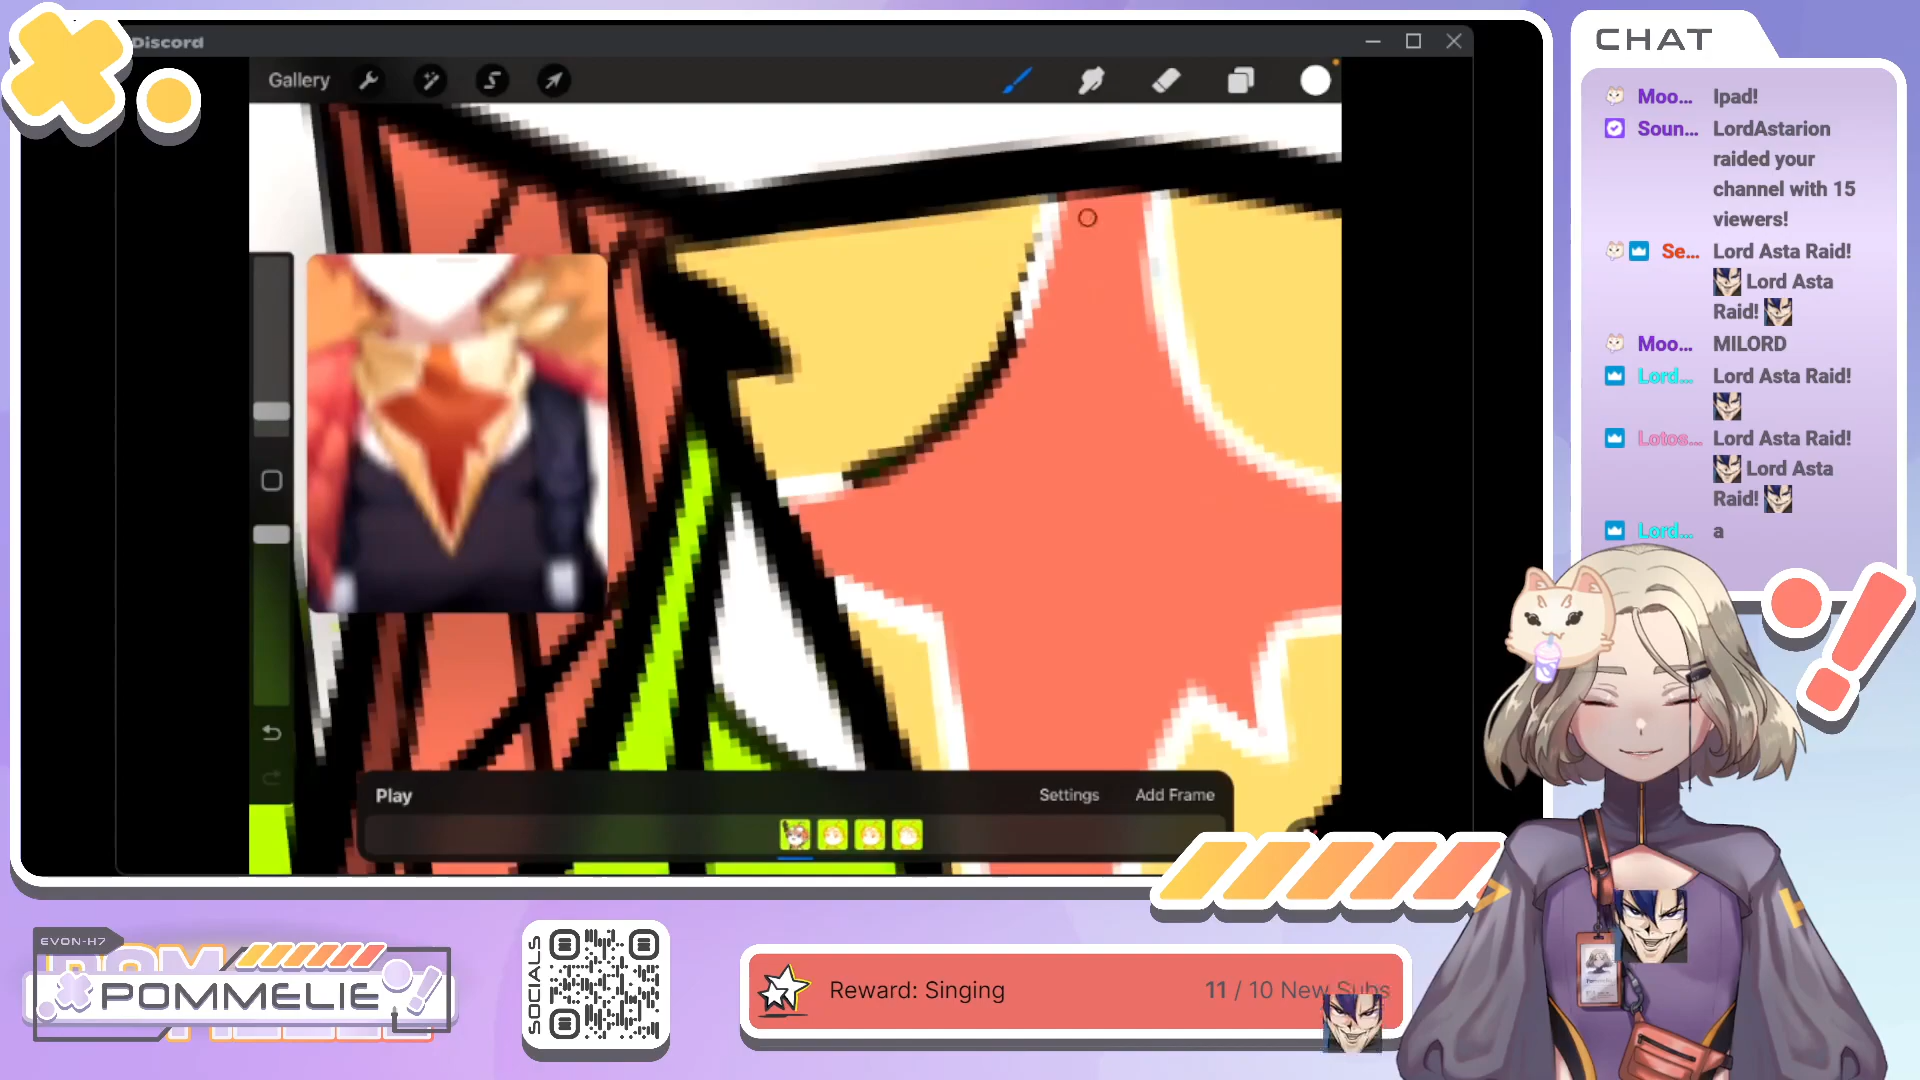 Discord
Gallery
Play
Settings
Add Frame
CHAT
Moo... Ipad!
Soun... LordAstarion
raided your
channel with 15
viewers!
Se... Lord Asta Raid!
Lord Asta
Raid!
Moo... MILORD
Lord... Lord Asta Raid!
Lotos... Lord Asta Raid!
Lord Asta
Raid!
Lord... a
EVON-H7
POMMELIE
SOCIALS
Reward: Singing
11 / 10 New Subs